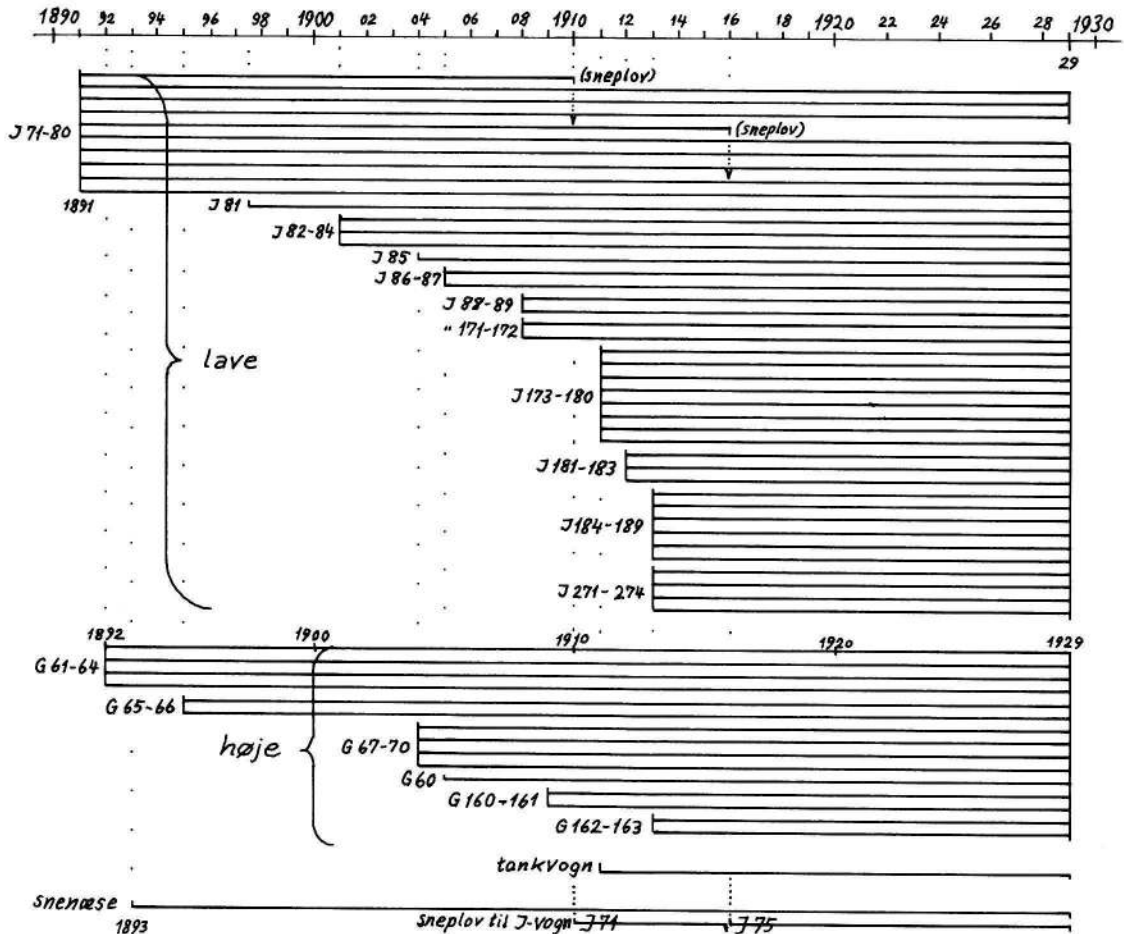 1890 92 94 96 98 1900 02 04 06 08 1910 12 14 16 18 1920 22 24 26 28 1930
29
(sneplov)
J 71-80 (sneplov)
1891 J 81
J 82-84
J 85
J 86-87
J 88-89
" 171-172
lave
J 173-180
J 181-183
J 184-189
J 271-274
1892 1900 1910 1920 1929
G 61-64
G 65-66
høje G 67-70
G 60
G 160-161
G 162-163
tankvogn
snenæse
1893 sneplov til J-vogn J 71 J 75